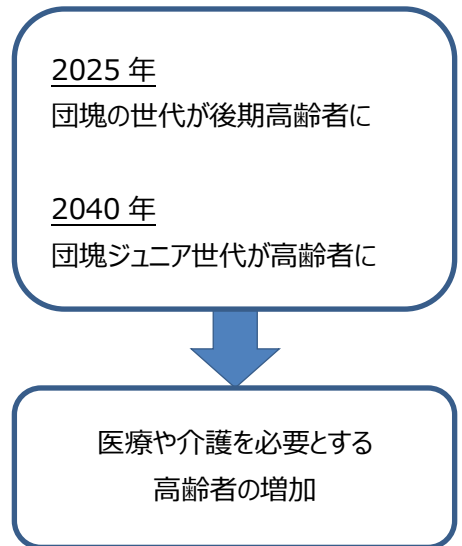 2025 年
団塊の世代が後期高齢者に
2040 年
団塊ジュニア世代が高齢者に
医療や介護を必要とする
高齢者の増加